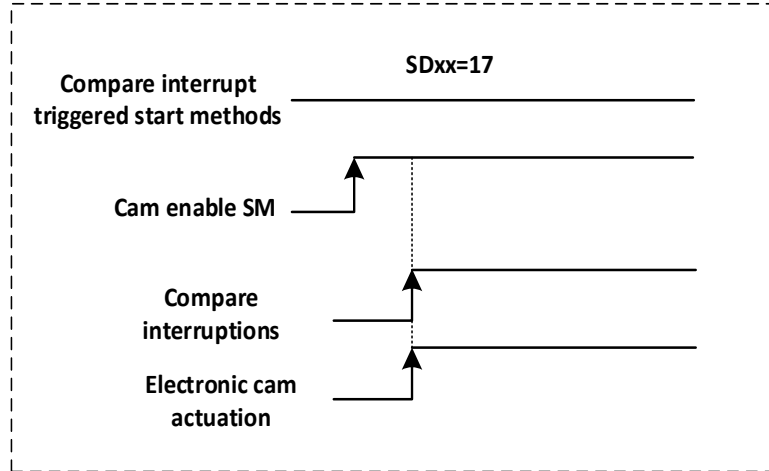 SDxx=17
Compare interrupt
triggered start methods
Cam enable SM
Compare
interruptions
Electronic cam
actuation